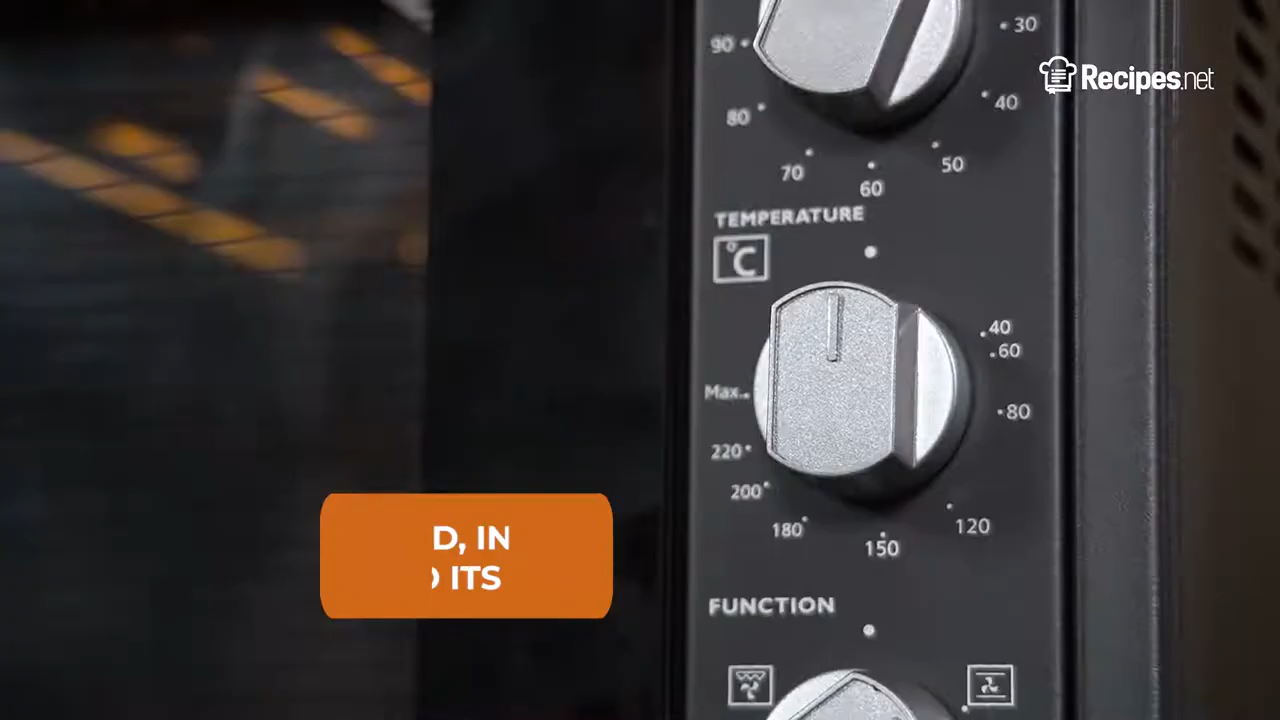 30
90
Recipes.net
40
80
50
70
60
TEMPERATURE
°C
40
60
Max.
80
220
200
120
180
150
D, IN
ITS
FUNCTION